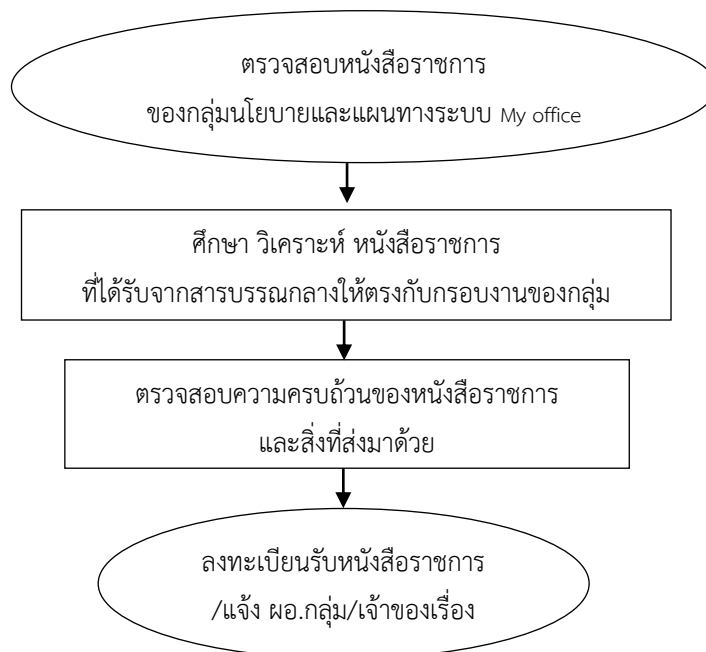 ตรวจสอบหนังสือราชการ
ของกลุ่มนโยบายและแผนทางระบบ My office
ศึกษา วิเคราะห์ หนังสือราชการ
ที่ได้รับจากสารบรรณกลางให้ตรงกับกรอบงานของกลุ่ม
ตรวจสอบความครบถ้วนของหนังสือราชการ
และสิ่งที่ส่งมาด้วย
ลงทะเบียนรับหนังสือราชการ
/แจ้ง ผอ.กลุ่ม/เจ้าของเรื่อง